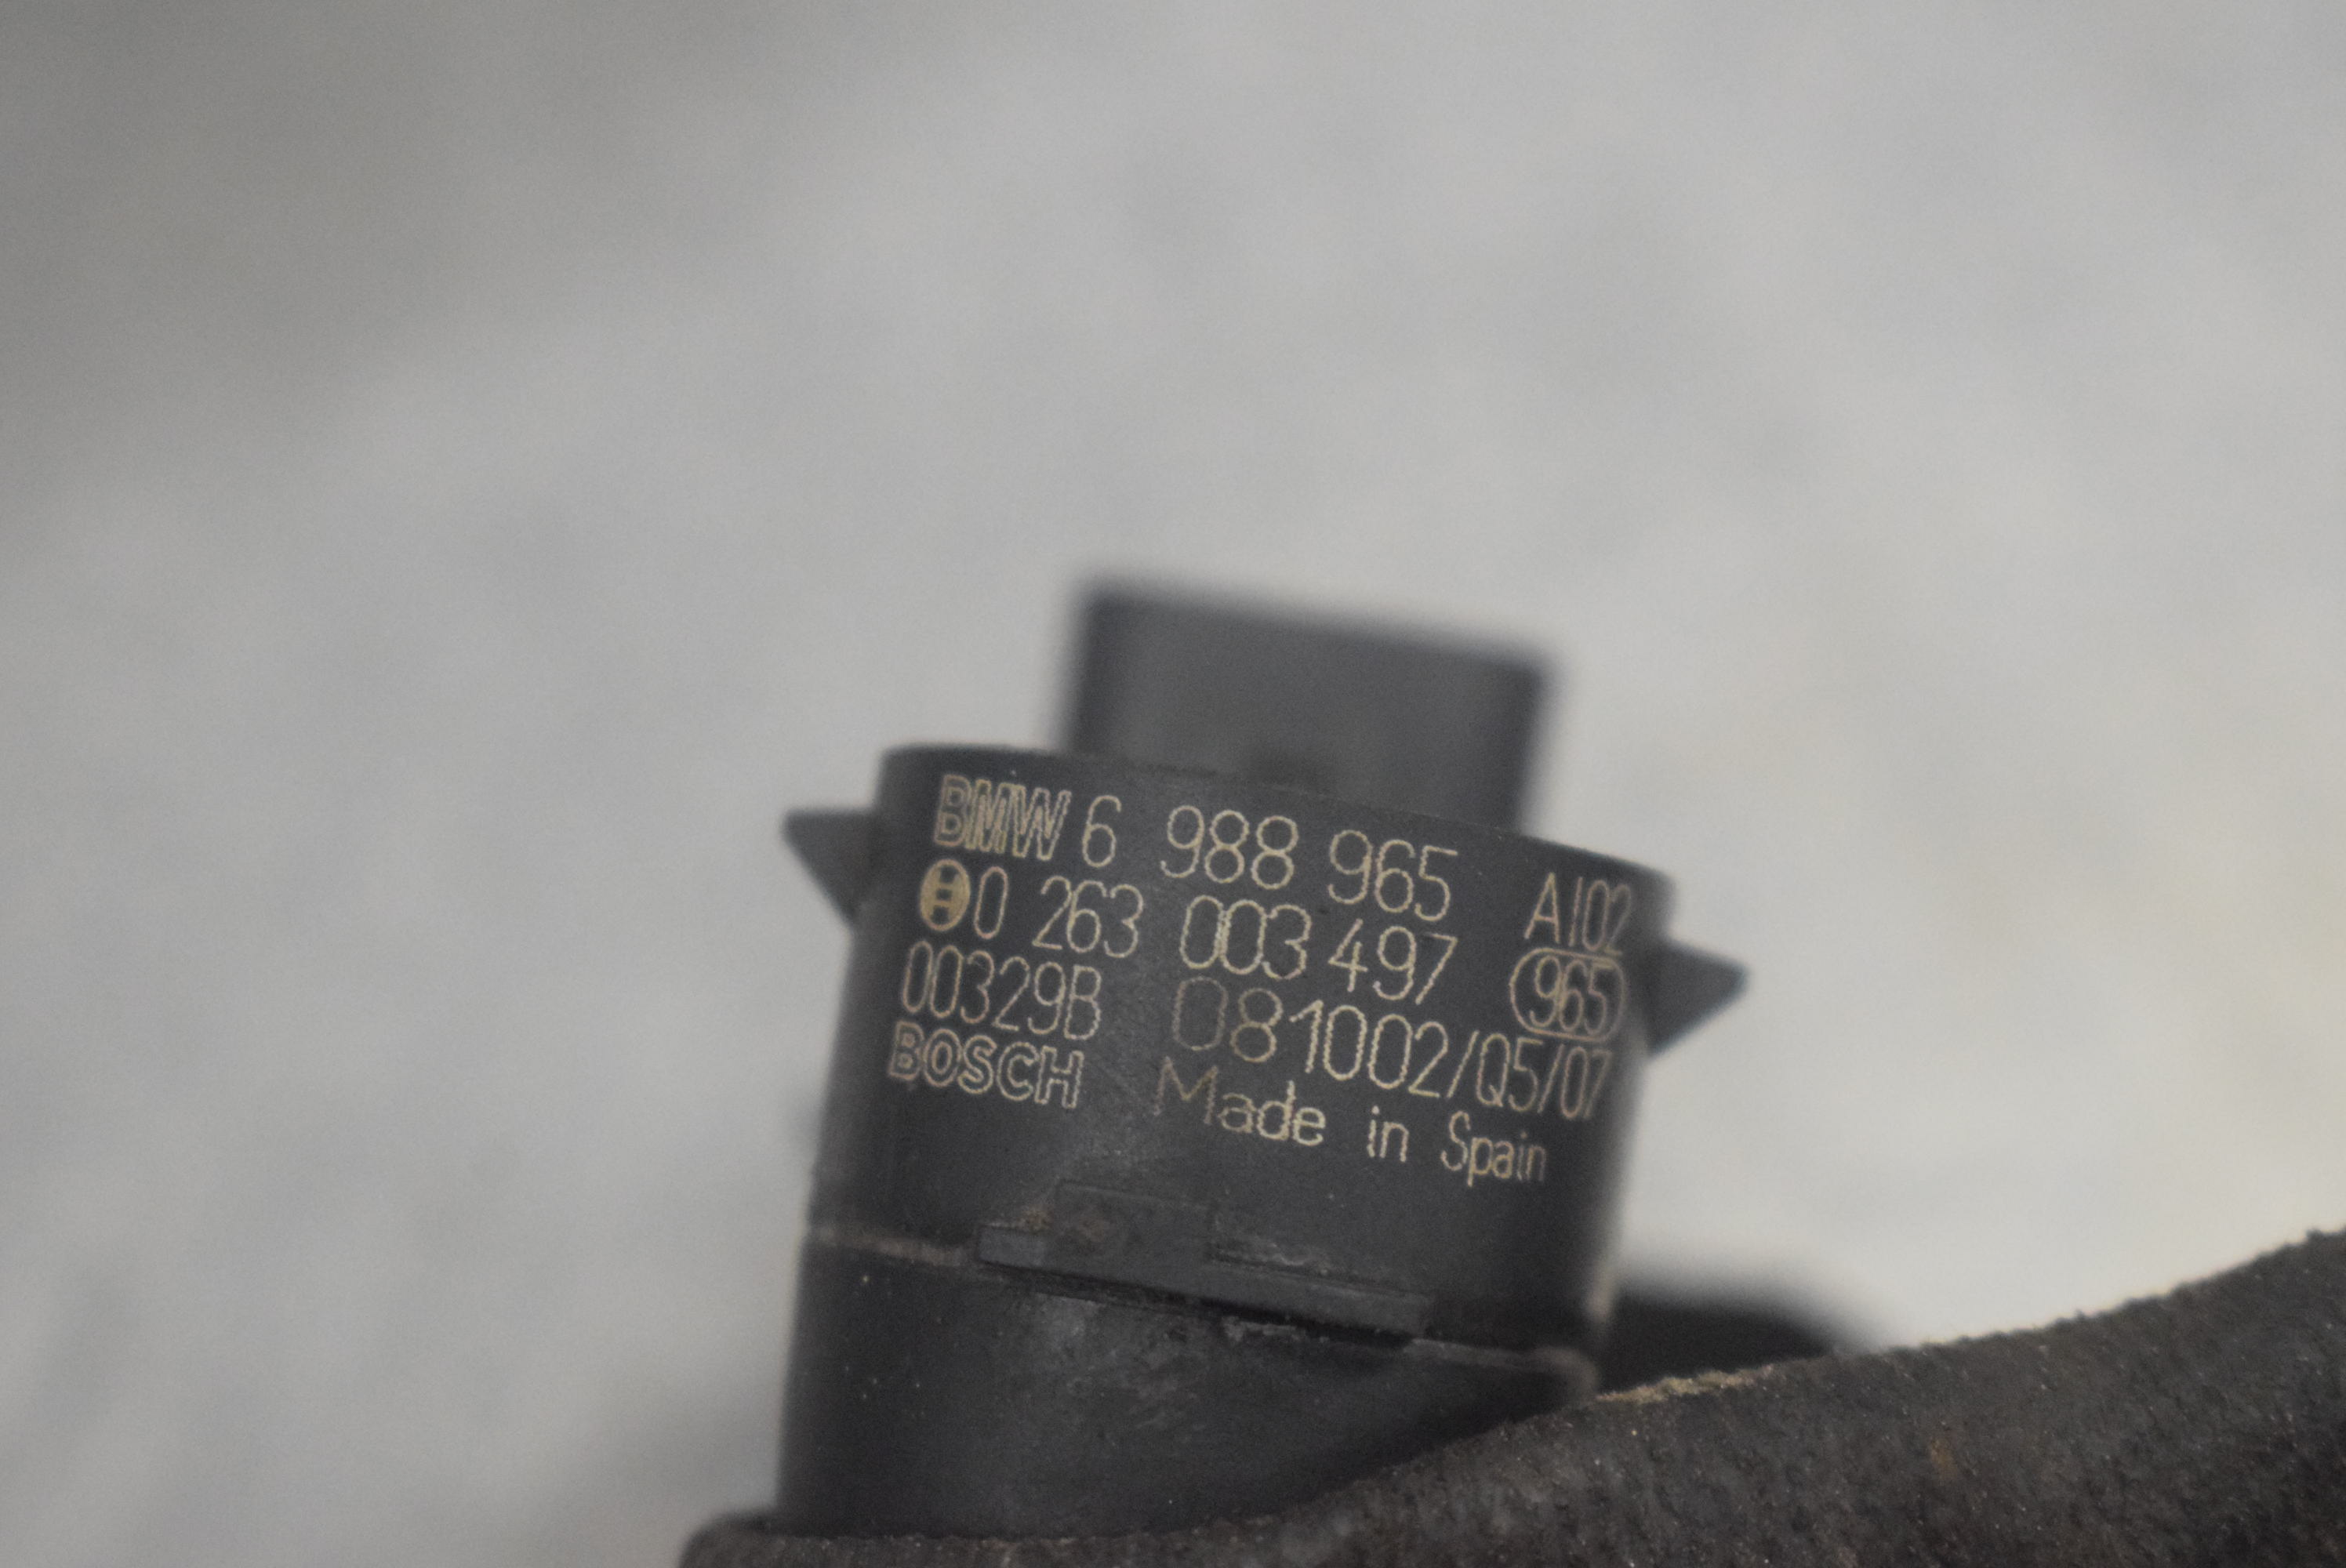 BMW 6 988 965 AI02
0 263 003 497 965
00329B 081002/Q5/07
BOSCH Made in Spain